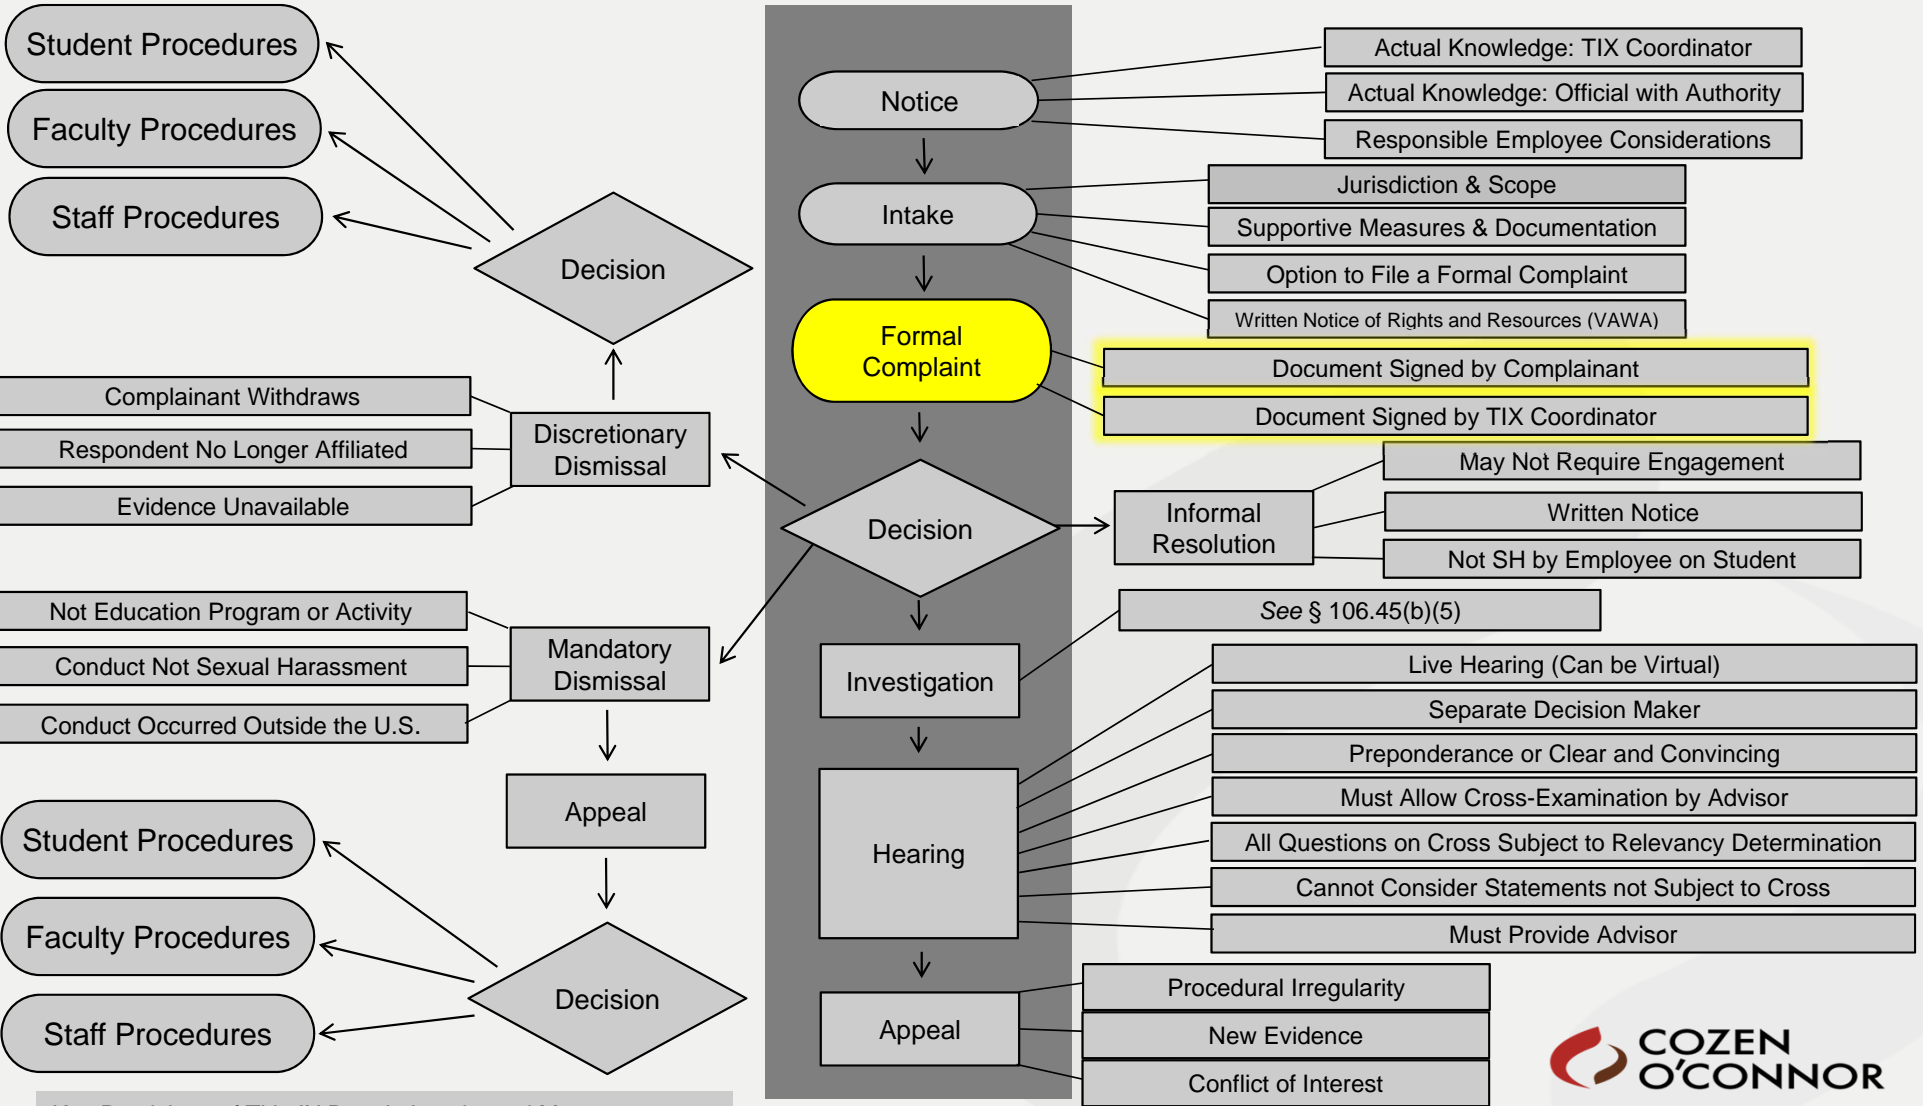 Student Procedures
Faculty Procedures
Staff Procedures
Decision
Complainant Withdraws
Respondent No Longer Affiliated
Evidence Unavailable
Discretionary
Dismissal
Not Education Program or Activity
Conduct Not Sexual Harassment
Conduct Occurred Outside the U.S.
Mandatory
Dismissal
Appeal
Student Procedures
Faculty Procedures
Staff Procedures
Decision
Notice
Actual Knowledge: TIX Coordinator
Actual Knowledge: Official with Authority
Responsible Employee Considerations
Intake
Jurisdiction & Scope
Supportive Measures & Documentation
Option to File a Formal Complaint
Written Notice of Rights and Resources (VAWA)
Formal
Complaint
Document Signed by Complainant
Document Signed by TIX Coordinator
Decision
Informal
Resolution
May Not Require Engagement
Written Notice
Not SH by Employee on Student
Investigation
See § 106.45(b)(5)
Hearing
Live Hearing (Can be Virtual)
Separate Decision Maker
Preponderance or Clear and Convincing
Must Allow Cross-Examination by Advisor
All Questions on Cross Subject to Relevancy Determination
Cannot Consider Statements not Subject to Cross
Must Provide Advisor
Appeal
Procedural Irregularity
New Evidence
Conflict of Interest
COZEN
O'CONNOR